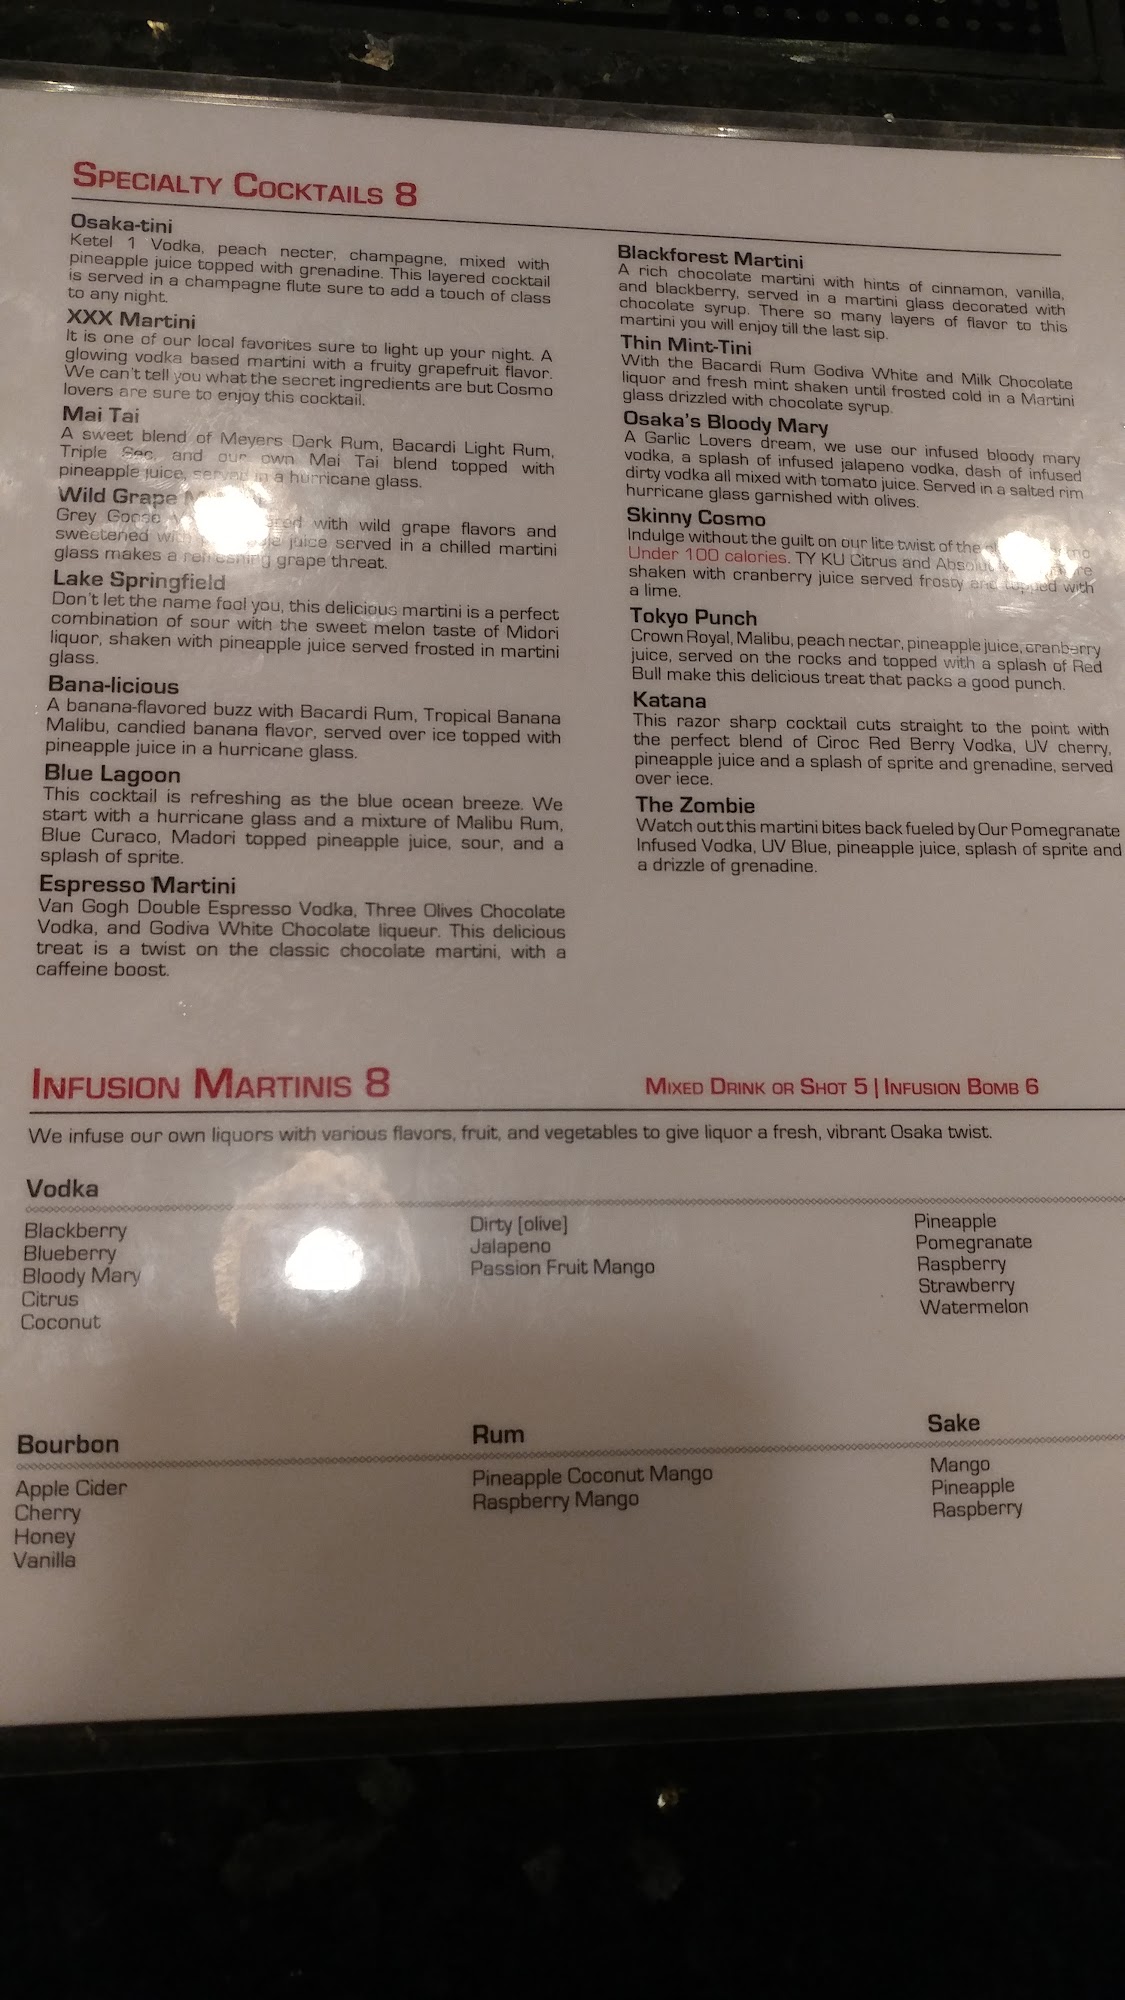 SPECIALTY COCKTAILS 8
Osaka-tini
Ketel 1 Vodka, peach necter, champagne, mixed with
pineapple juice topped with grenadine. This layered cocktail
is served in a champagne flute sure to add a touch of class
to any night.
XXX Martini
It is one of our local favorites sure to light up your night. A
glowing vodka based martini with a fruity grapefruit flavor.
We can't tell you what the secret ingredients are but Cosmo
lovers are sure to enjoy this cocktail.
Mai Tai
A sweet blend of Meyers Dark Rum, Bacardi Light Rum,
Triple Sec, and our own Mai Tai blend topped with
pineapple juice, served in a hurricane glass.
Wild Grape
Grey Goose with wild grape flavors and
sweetened juice served in a chilled martini
glass makes a refreshing grape threat.
Lake Springfield
Don't let the name fool you, this delicious martini is a perfect
combination of sour with the sweet melon taste of Midori
liquor, shaken with pineapple juice served frosted in martini
glass.
Bana-licious
A banana-flavored buzz with Bacardi Rum, Tropical Banana
Malibu, candied banana flavor, served over ice topped with
pineapple juice in a hurricane glass.
Blue Lagoon
This cocktail is refreshing as the blue ocean breeze. We
start with a hurricane glass and a mixture of Malibu Rum,
Blue Curaco, Madori topped pineapple juice, sour, and a
splash of sprite.
Espresso Martini
Van Gogh Double Espresso Vodka, Three Olives Chocolate
Vodka, and Godiva White Chocolate liqueur. This delicious
treat is a twist on the classic chocolate martini, with a
caffeine boost.
Blackforest Martini
A rich chocolate martini with hints of cinnamon, vanilla,
and blackberry, served in a martini glass decorated with
chocolate syrup. There so many layers of flavor to this
martini you will enjoy till the last sip.
Thin Mint-Tini
With the Bacardi Rum Godiva White and Milk Chocolate
liquor and fresh mint shaken until frosted cold in a Martini
glass drizzled with chocolate syrup.
Osaka's Bloody Mary
A Garlic Lovers dream, we use our infused bloody mary
vodka, a splash of infused jalapeno vodka, dash of infused
dirty vodka all mixed with tomato juice. Served in a salted rim
hurricane glass garnished with olives.
Skinny Cosmo
Indulge without the guilt on our lite twist of the
Under 100 calories. TY KU Citrus and Absolut
shaken with cranberry juice served frosty and topped with
a lime.
Tokyo Punch
Crown Royal, Malibu, peach nectar, pineapple juice, cranberry
juice, served on the rocks and topped with a splash of Red
Bull make this delicious treat that packs a good punch.
Katana
This razor sharp cocktail cuts straight to the point with
the perfect blend of Ciroc Red Berry Vodka, UV cherry,
pineapple juice and a splash of sprite and grenadine, served
over iece.
The Zombie
Watch out this martini bites back fueled by Our Pomegranate
Infused Vodka, UV Blue, pineapple juice, splash of sprite and
a drizzle of grenadine.
INFUSION MARTINIS 8
MIXED DRINK OR SHOT 5 | INFUSION BOMB 6
We infuse our own liquors with various flavors, fruit, and vegetables to give liquor a fresh, vibrant Osaka twist.
Vodka
Blackberry
Blueberry
Bloody Mary
Citrus
Coconut
Dirty [olive]
Jalapeno
Passion Fruit Mango
Pineapple
Pomegranate
Raspberry
Strawberry
Watermelon
Bourbon
Apple Cider
Cherry
Honey
Vanilla
Rum
Pineapple Coconut Mango
Raspberry Mango
Sake
Mango
Pineapple
Raspberry